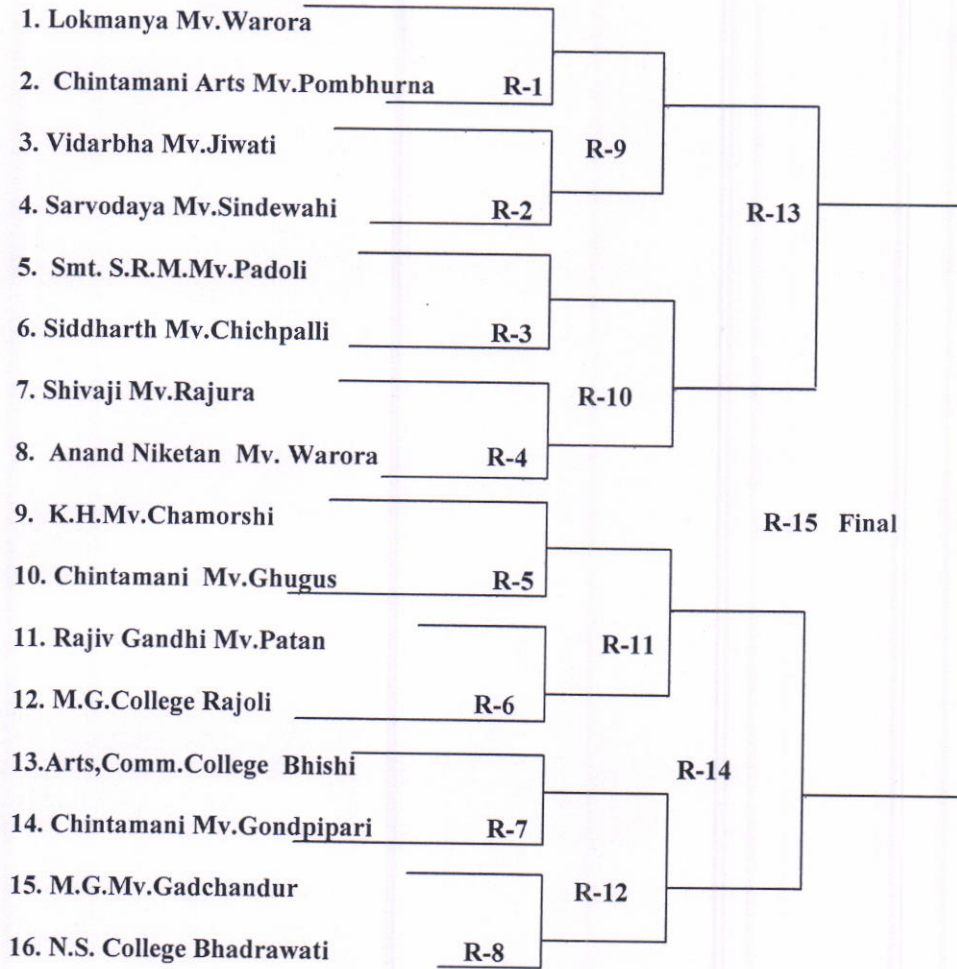 1. Lokmanya Mv.Warora
2. Chintamani Arts Mv.Pombhurna R-1
3. Vidarbha Mv.Jiwati R-9
4. Sarvodaya Mv.Sindewahi R-2 R-13
5. Smt. S.R.M.Mv.Padoli
6. Siddharth Mv.Chichpalli R-3
7. Shivaji Mv.Rajura R-10
8. Anand Niketan Mv. Warora R-4
9. K.H.Mv.Chamorshi R-15 Final
10. Chintamani Mv.Ghugus R-5
11. Rajiv Gandhi Mv.Patan R-11
12. M.G.College Rajoli R-6
13.Arts,Comm.College Bhishi R-14
14. Chintamani Mv.Gondpipari R-7
15. M.G.Mv.Gadchandur R-12
16. N.S. College Bhadrawati R-8